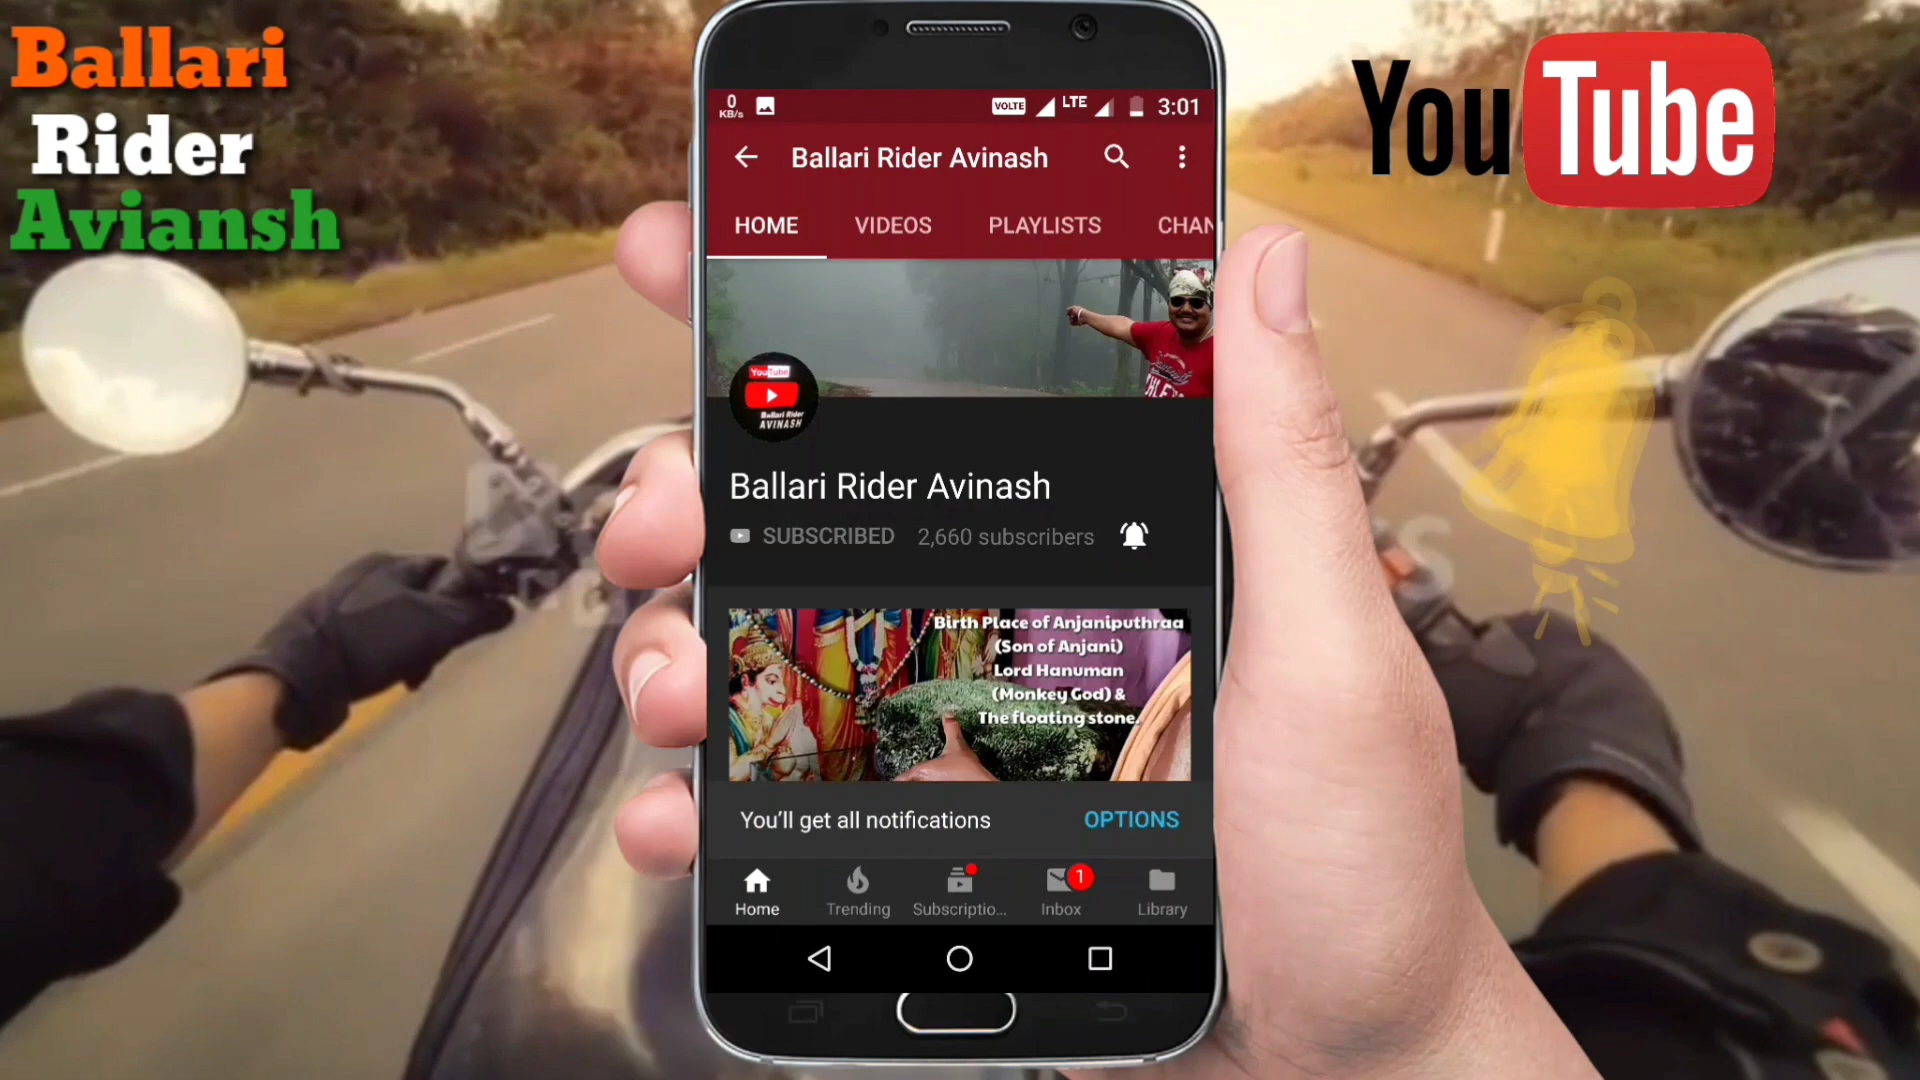 Ballari
Rider
Aviansh
YouTube
0
KB/s
VOLTE
LTE
3:01
Ballari Rider Avinash
HOME
VIDEOS
PLAYLISTS
CHAN
YouTube
Ballari Rider
AVINASH
Ballari Rider Avinash
SUBSCRIBED
2,660 subscribers
Birth Place of Anjaniputhraa
(Son of Anjani)
Lord Hanuman
(Monkey God) &
The floating stone.
You'll get all notifications
OPTIONS
1
Home
Trending
Subscriptio...
Inbox
Library